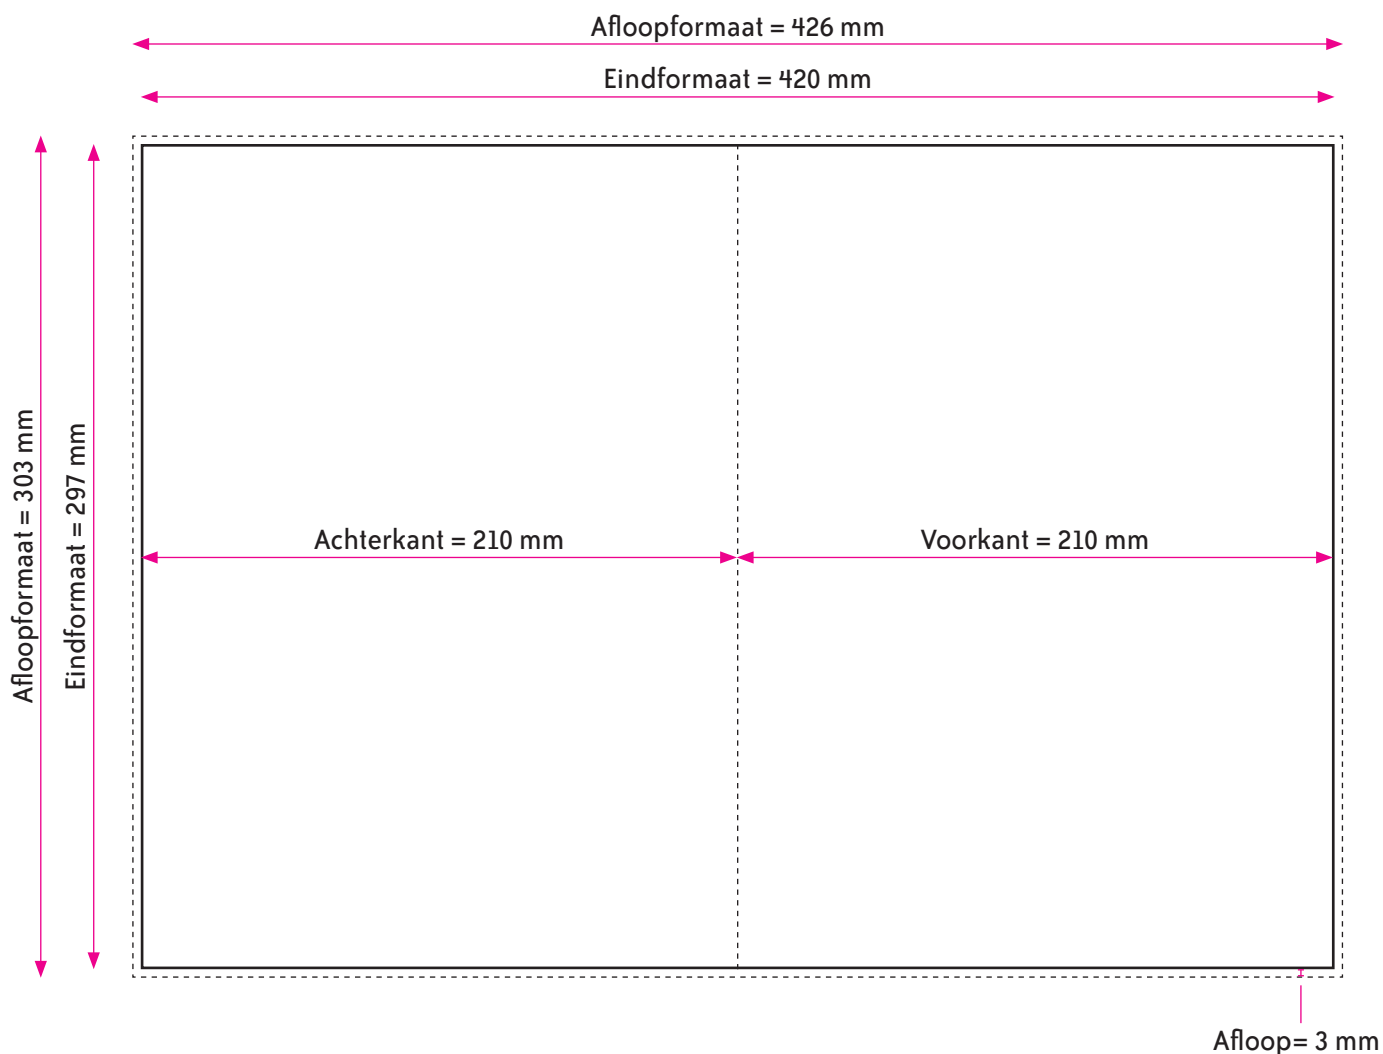 Afloopformaat = 426 mm
Eindformaat = 420 mm
Afloopformaat = 303 mm
Eindformaat = 297 mm
Achterkant = 210 mm
Voorkant = 210 mm
Afloop= 3 mm